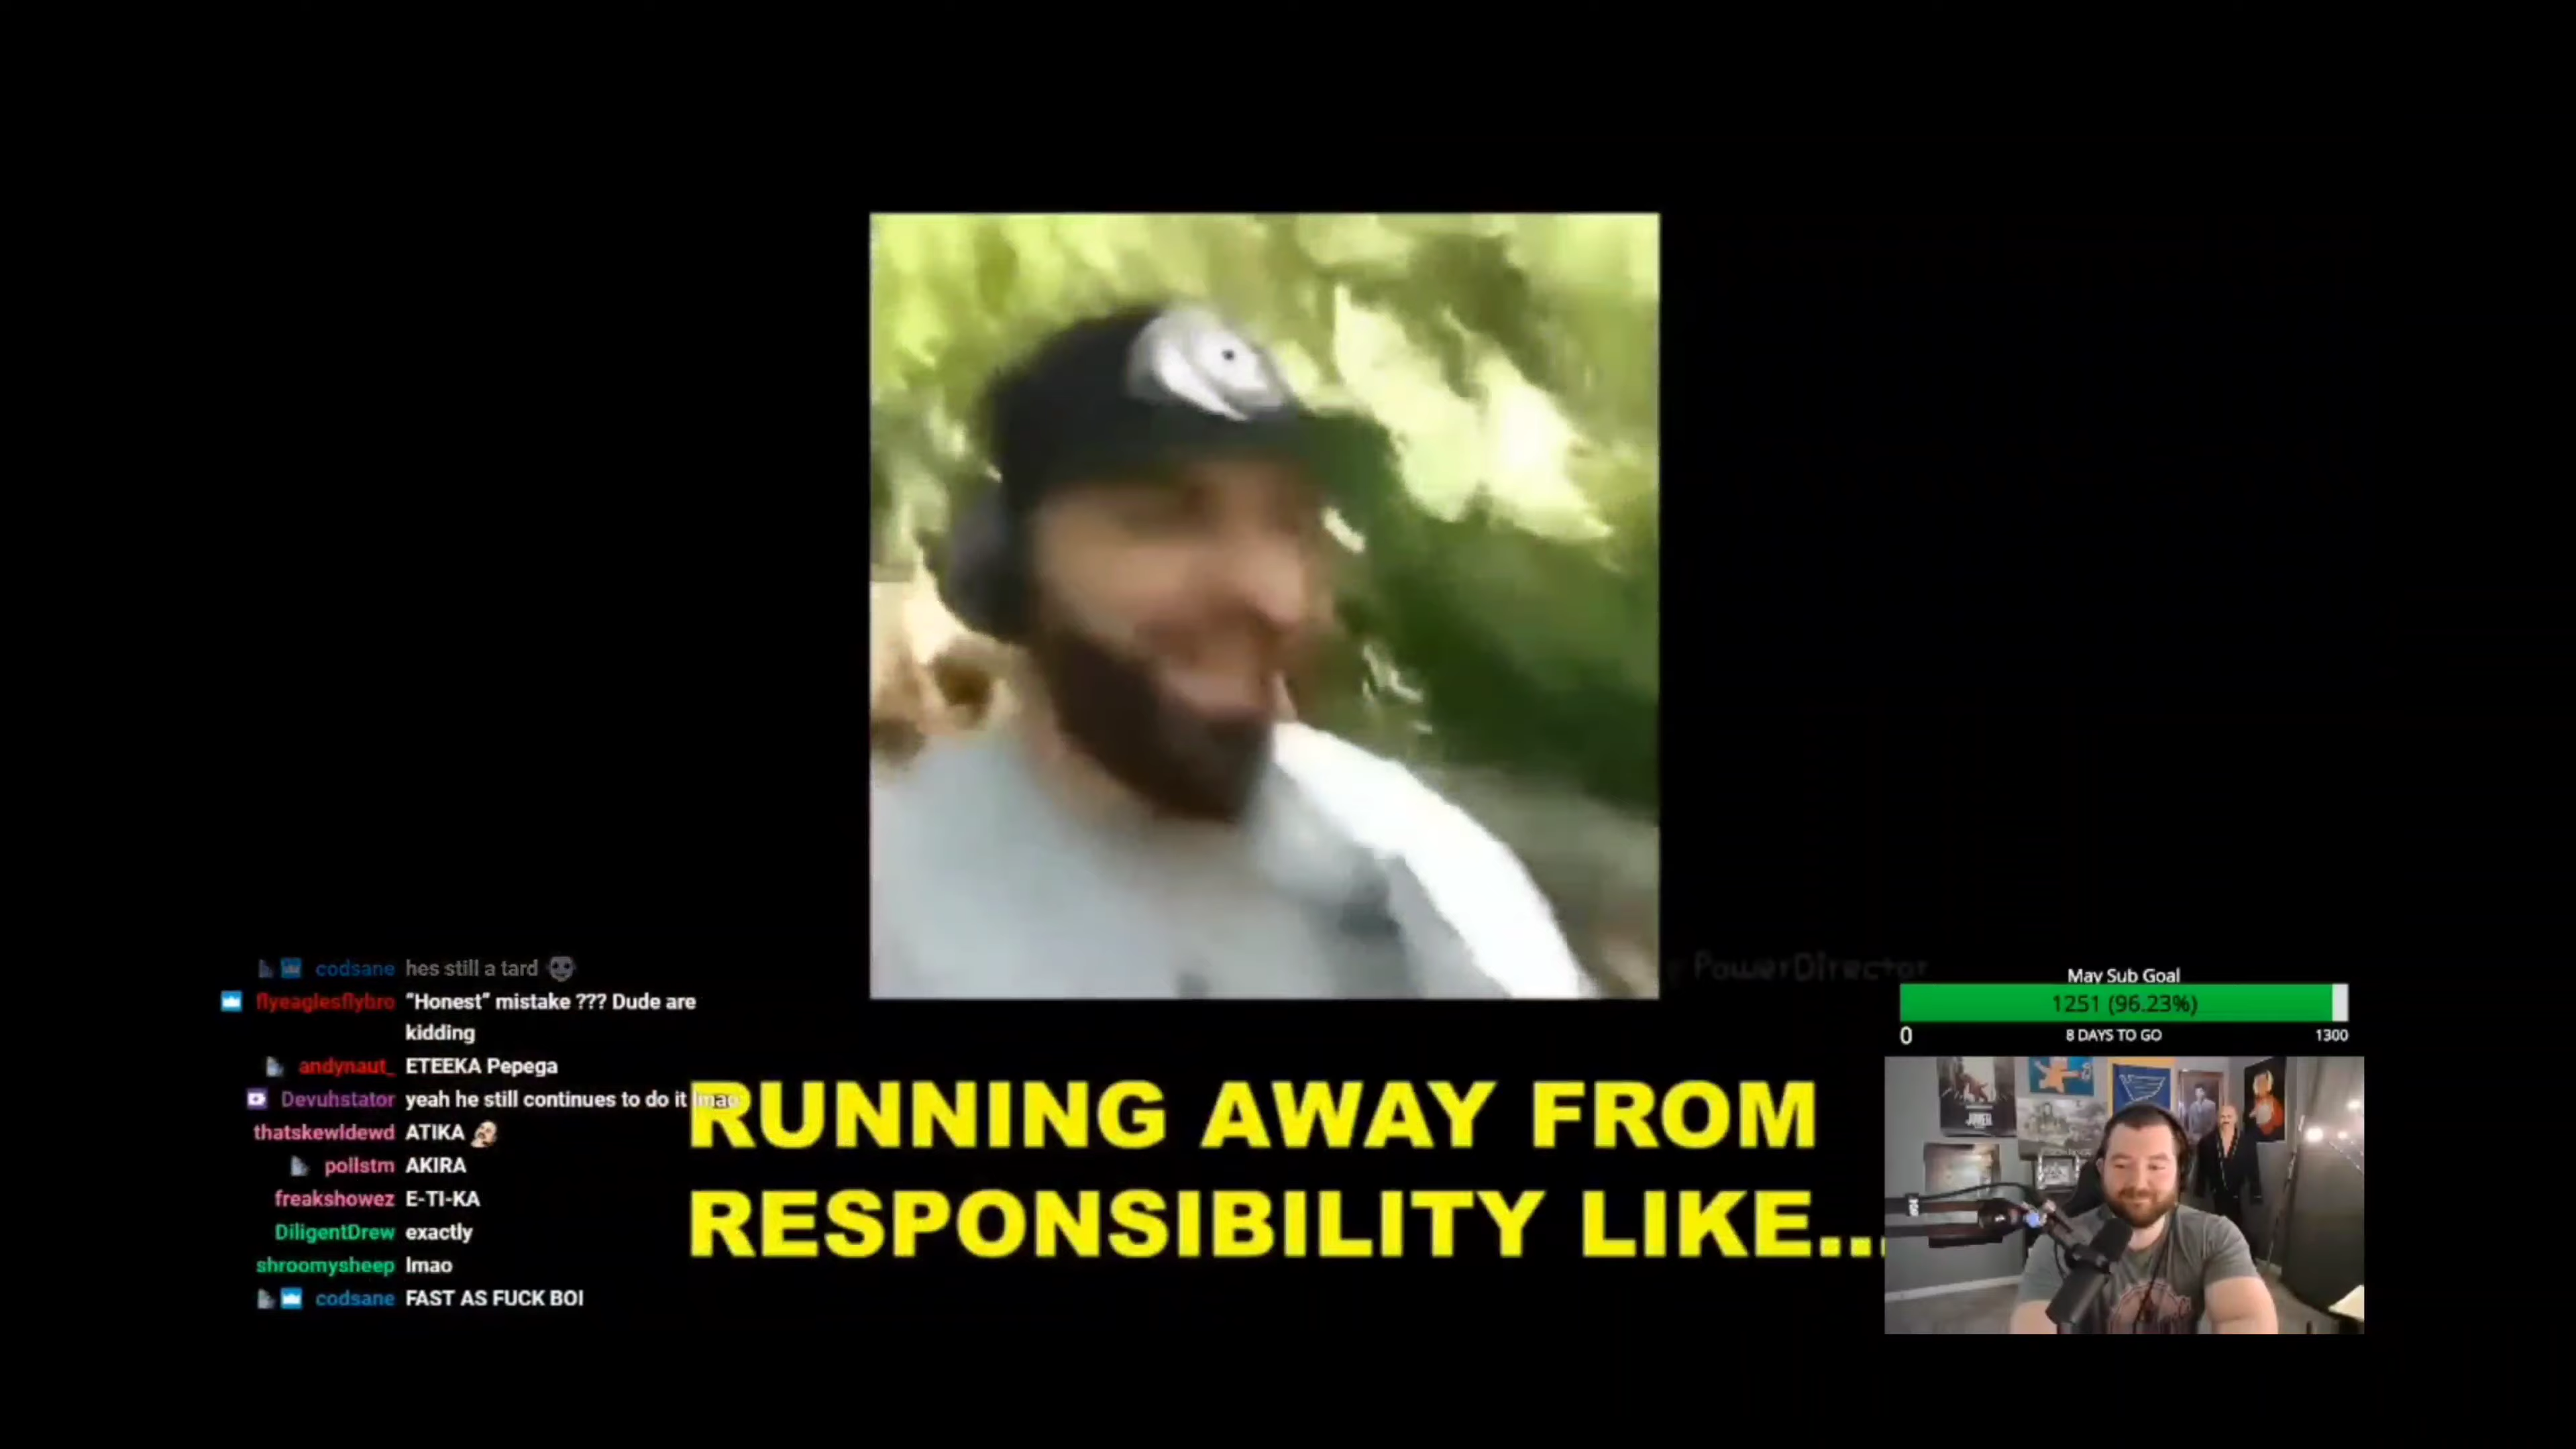 codsane hes still a tard
flyeaglesflybro "Honest" mistake ??? Dude are
kidding
andynaut_ ETEEKA Pepega
Devuhstator yeah he still continues to do it lmao
thatskewldewd ATIKA
pollstm AKIRA
freakshowez E-TI-KA
DiligentDrew exactly
shroomysheep lmao
codsane FAST AS FUCK BOI
PowerDirector
RUNNING AWAY FROM
RESPONSIBILITY LIKE...
May Sub Goal
1251 (96.23%)
0 8 DAYS TO GO 1300